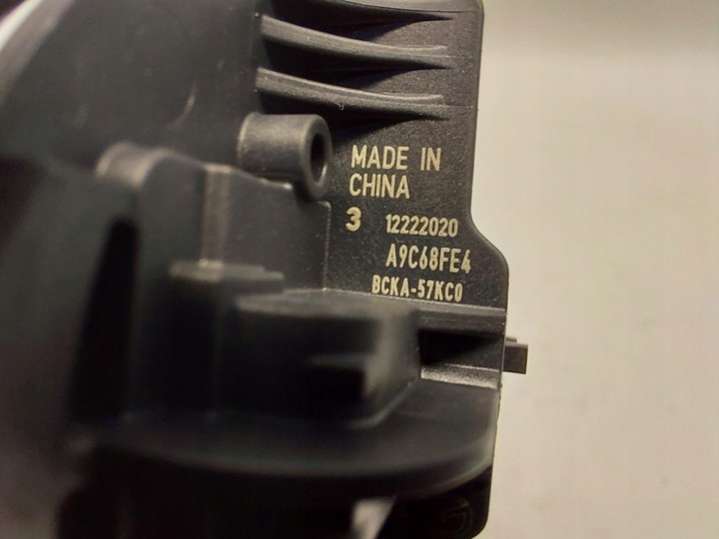 MADE IN
CHINA
3 12222020
A9C68FE4
BCKA-57KC0